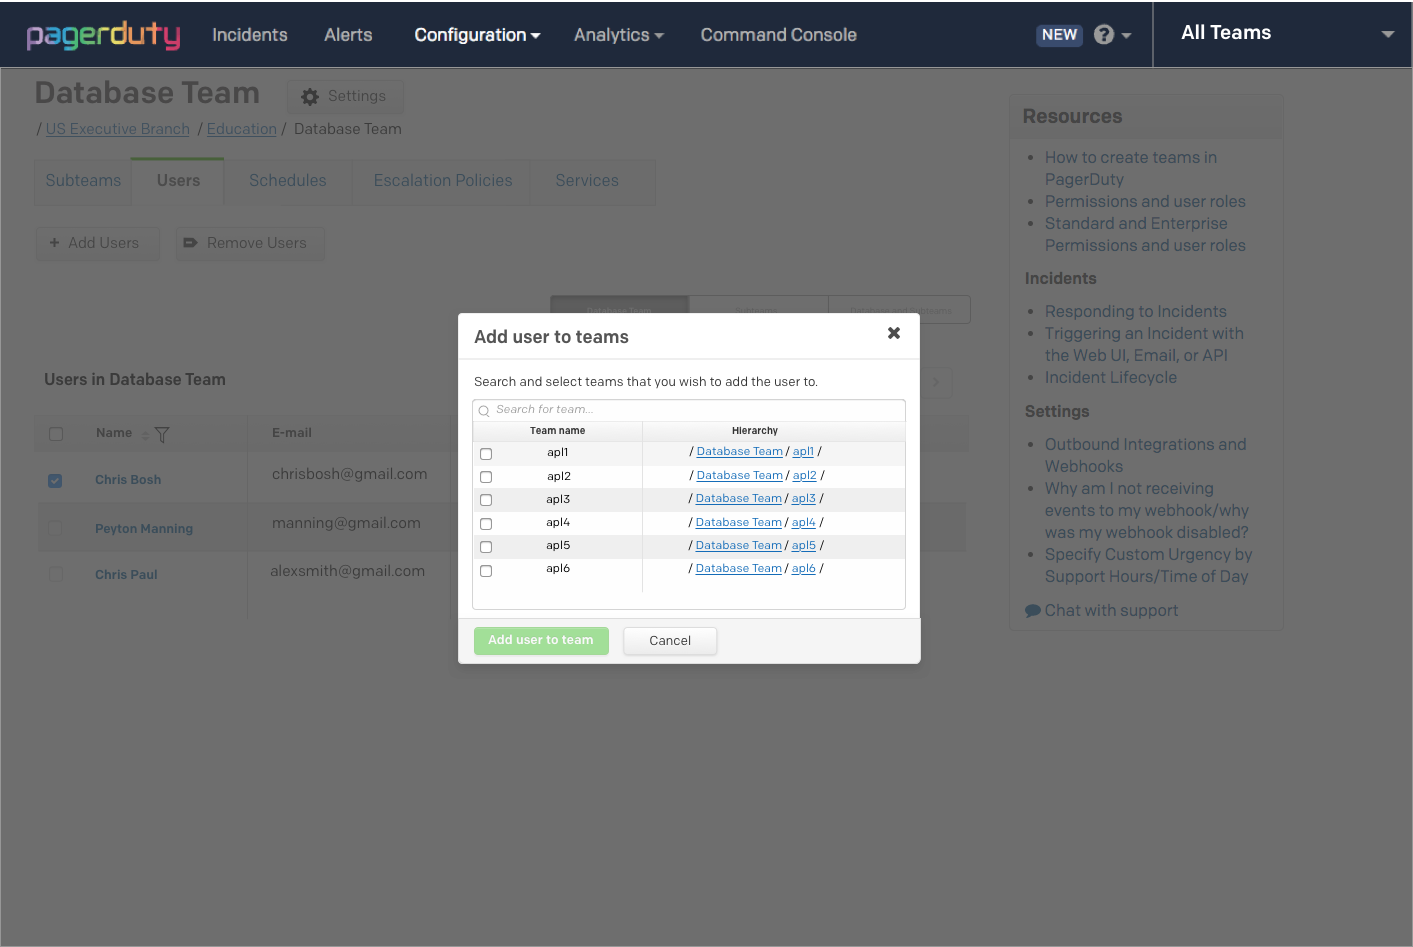 pagerduty
Incidents
Alerts
Configuration
Analytics
Command Console
NEW
?
All Teams
Database Team
Settings
/ US Executive Branch / Education / Database Team
Subteams
Users
Schedules
Escalation Policies
Services
+ Add Users
Remove Users
Database Team
Subteams
Users in Database Team
Name
E-mail
Chris Bosh
chrisbosh@gmail.com
Peyton Manning
manning@gmail.com
Chris Paul
alexsmith@gmail.com
Add user to teams
Search and select teams that you wish to add the user to.
Search for team...
Team name
Hierarchy
apl1
/ Database Team / apl1 /
apl2
/ Database Team / apl2 /
apl3
/ Database Team / apl3 /
apl4
/ Database Team / apl4 /
apl5
/ Database Team / apl5 /
apl6
/ Database Team / apl6 /
Add user to team
Cancel
Resources
• How to create teams in
PagerDuty
• Permissions and user roles
• Standard and Enterprise
Permissions and user roles
Incidents
• Responding to Incidents
• Triggering an Incident with
the Web UI, Email, or API
• Incident Lifecycle
Settings
• Outbound Integrations and
Webhooks
• Why am I not receiving
events to my webhook/why
was my webhook disabled?
• Specify Custom Urgency by
Support Hours/Time of Day
Chat with support